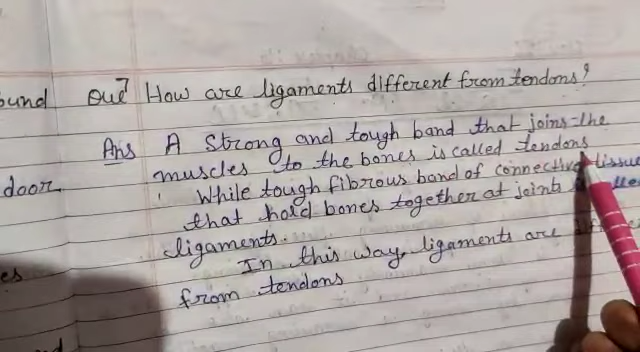 ound Que7 How are ligaments different from tendons?
Ans A Strong and tough band that joins the
muscles to the bones is called tendons
door While tough fibrous band of connective tissue
that hold bones together at joints
ligaments.
es In this way, ligaments are
from tendons